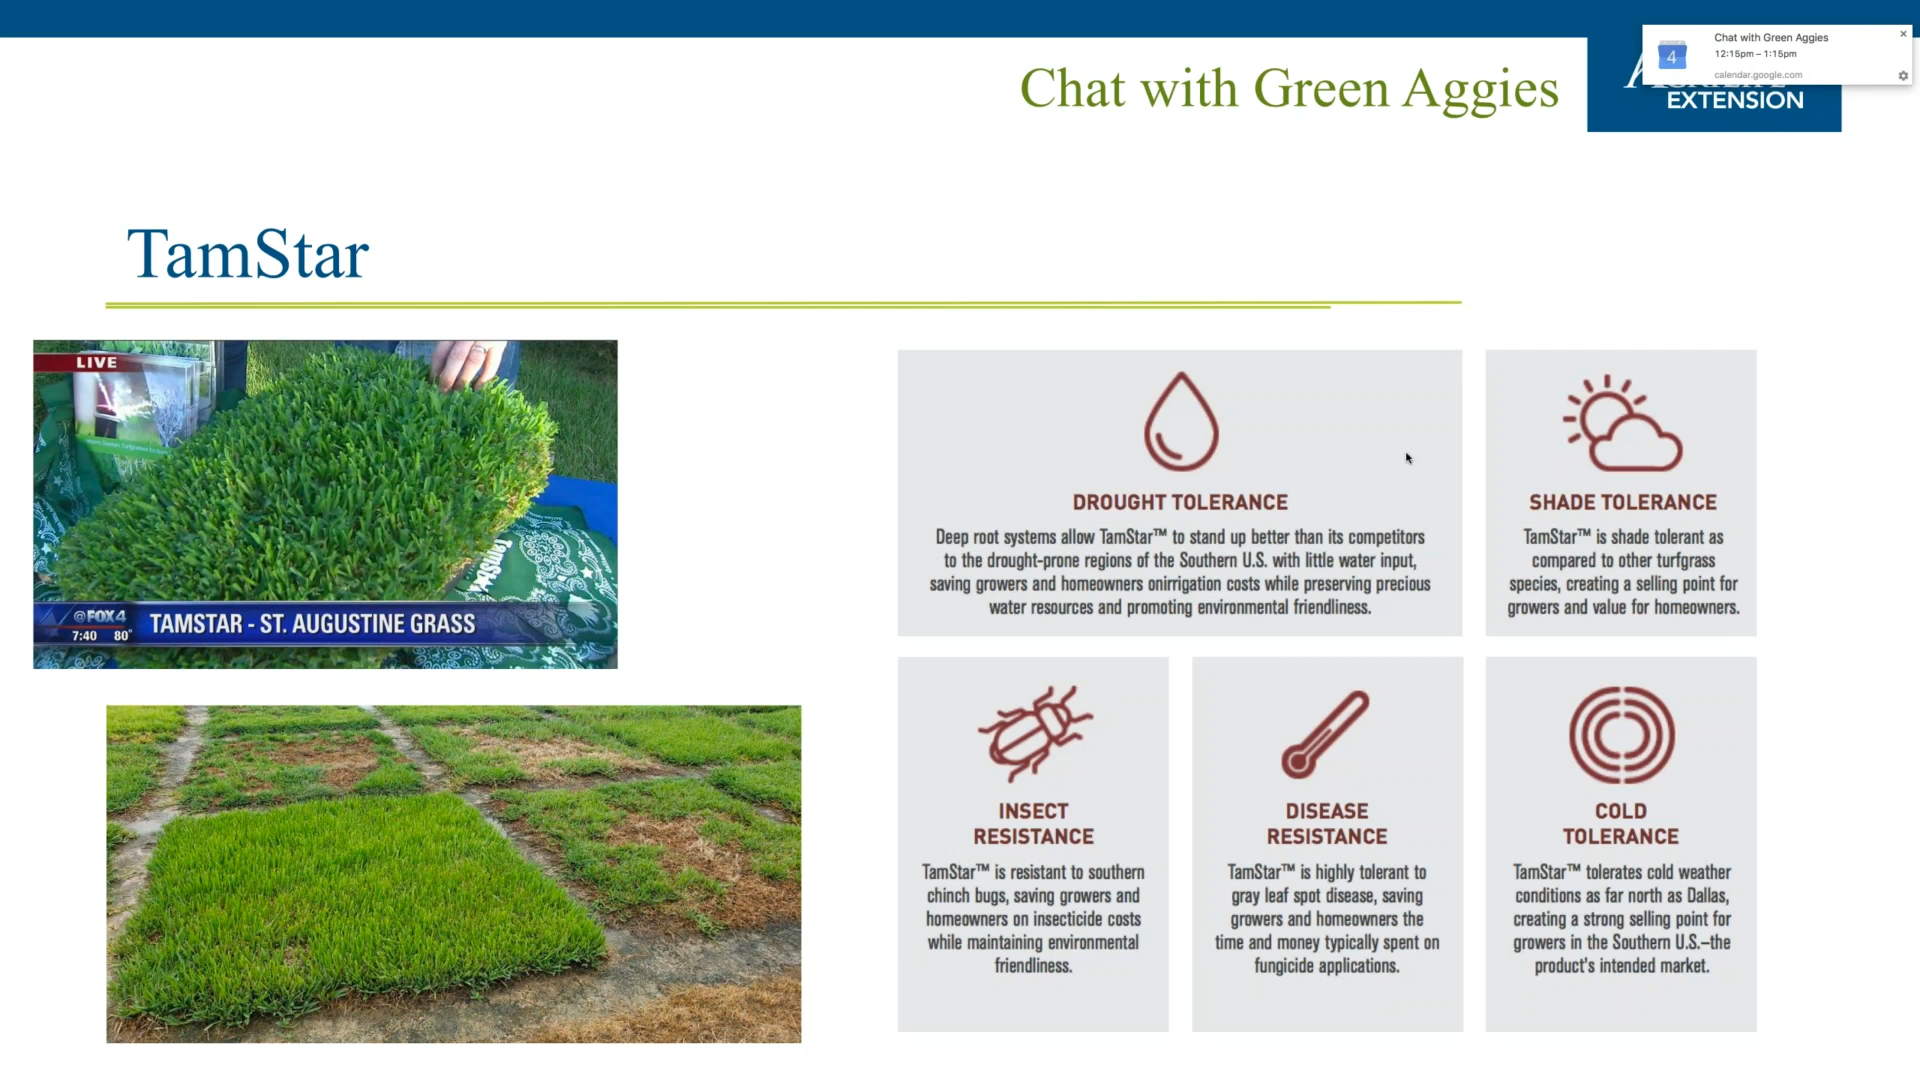 Chat with Green Aggies
Chat with Green Aggies
12:15pm – 1:15pm
4
calendar.google.com
EXTENSION
TamStar
LIVE
@FOX4
7:40 80°
TAMSTAR - ST. AUGUSTINE GRASS
DROUGHT TOLERANCE
Deep root systems allow TamStar™ to stand up better than its competitors
to the drought-prone regions of the Southern U.S. with little water input,
saving growers and homeowners onirrigation costs while preserving precious
water resources and promoting environmental friendliness.
SHADE TOLERANCE
TamStar™ is shade tolerant as
compared to other turfgrass
species, creating a selling point for
growers and value for homeowners.
INSECT
RESISTANCE
TamStar™ is resistant to southern
chinch bugs, saving growers and
homeowners on insecticide costs
while maintaining environmental
friendliness.
DISEASE
RESISTANCE
TamStar™ is highly tolerant to
gray leaf spot disease, saving
growers and homeowners the
time and money typically spent on
fungicide applications.
COLD
TOLERANCE
TamStar™ tolerates cold weather
conditions as far north as Dallas,
creating a strong selling point for
growers in the Southern U.S.–the
product's intended market.